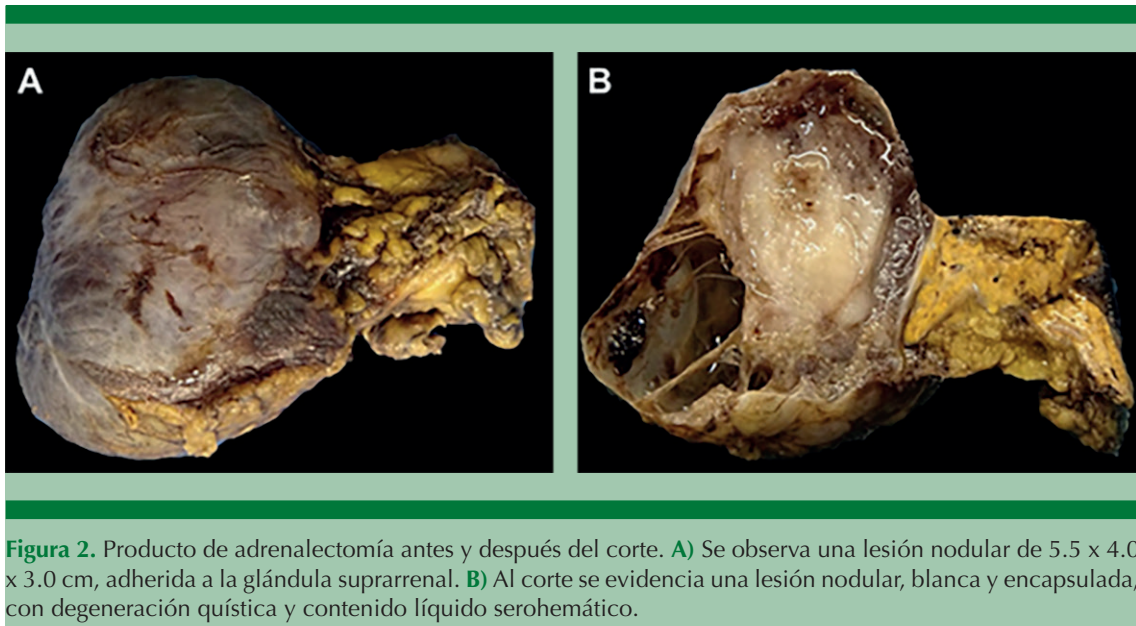 A
B
Figura 2. Producto de adrenalectomía antes y después del corte. A) Se observa una lesión nodular de 5.5 x 4.0
x 3.0 cm, adherida a la glándula suprarrenal. B) Al corte se evidencia una lesión nodular, blanca y encapsulada,
con degeneración quística y contenido líquido serohemático.